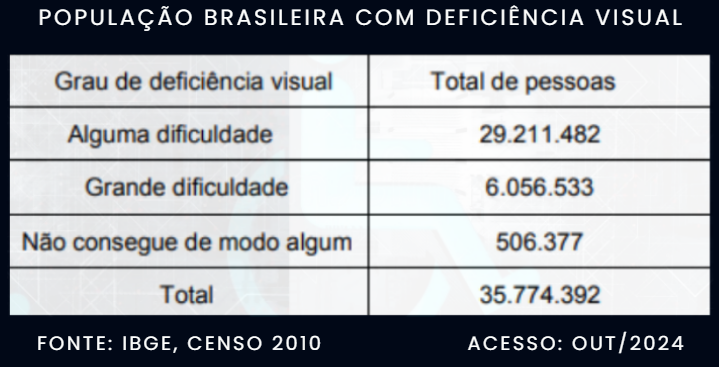 POPULAÇÃO BRASILEIRA COM DEFICIÊNCIA VISUAL
Grau de deficiência visual Total de pessoas
Alguma dificuldade 29.211.482
Grande dificuldade 6.056.533
Não consegue de modo algum 506.377
Total 35.774.392
FONTE: IBGE, CENSO 2010 ACESSO: OUT/2024